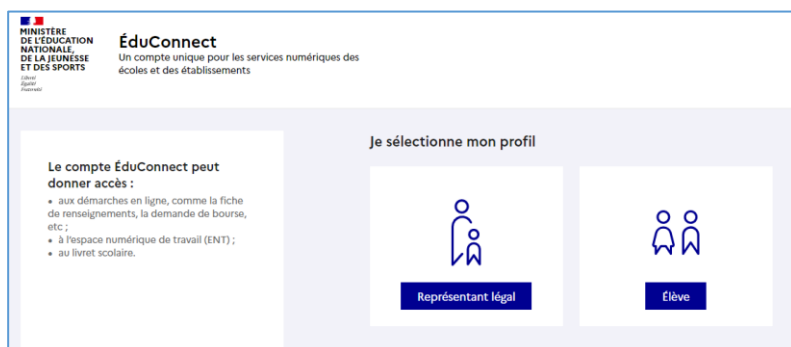 MINISTÈRE
DE L'ÉDUCATION
NATIONALE,
DE LA JEUNESSE
ET DES SPORTS
Liberté
Égalité
Fraternité
ÉduConnect
Un compte unique pour les services numériques des
écoles et des établissements
Le compte ÉduConnect peut
donner accès :
• aux démarches en ligne, comme la fiche
de renseignements, la demande de bourse,
etc ;
• à l'espace numérique de travail (ENT) ;
• au livret scolaire.
Je sélectionne mon profil
Représentant légal
Élève